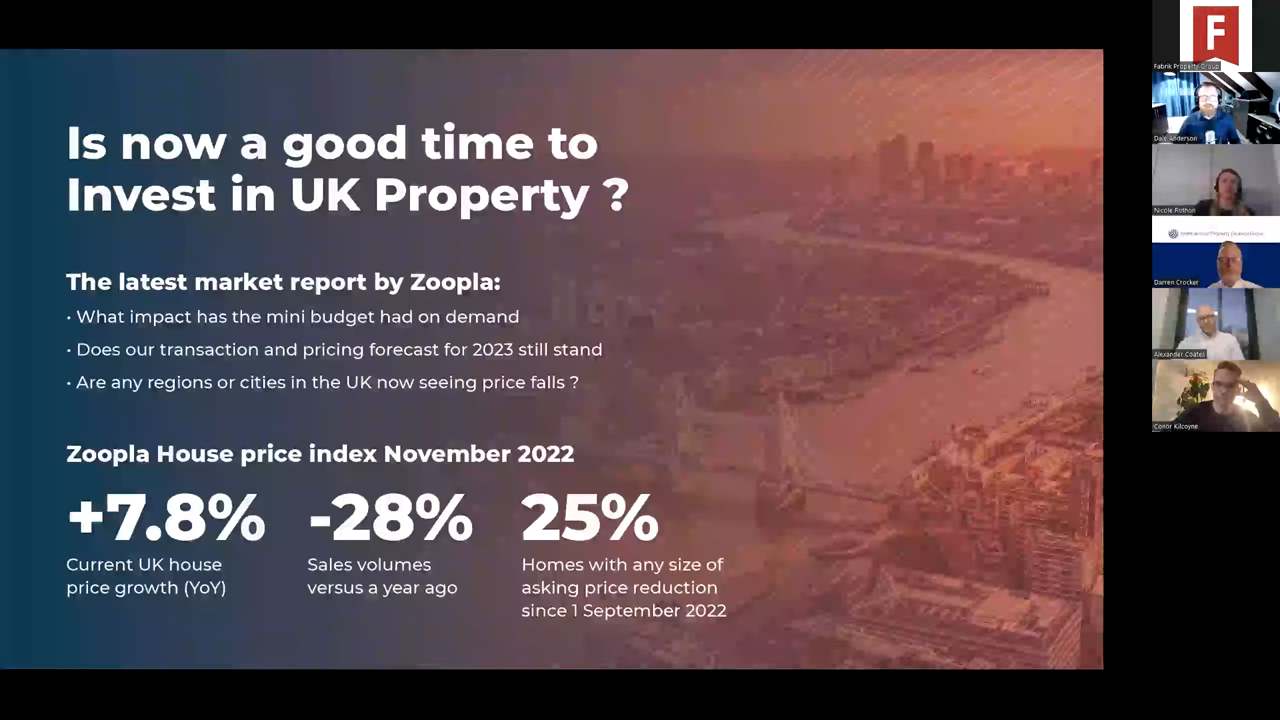 Is now a good time to
Invest in UK Property ?
The latest market report by Zoopla:
• What impact has the mini budget had on demand
• Does our transaction and pricing forecast for 2023 still stand
• Are any regions or cities in the UK now seeing price falls ?
Zoopla House price index November 2022
+7.8%
Current UK house
price growth (YoY)
-28%
Sales volumes
versus a year ago
25%
Homes with any size of
asking price reduction
since 1 September 2022
F
Fabrik Property Group
Dale Anderson
Nicole Rothon
Darren Crocker
Alexander Coates
Conor Kilcoyne